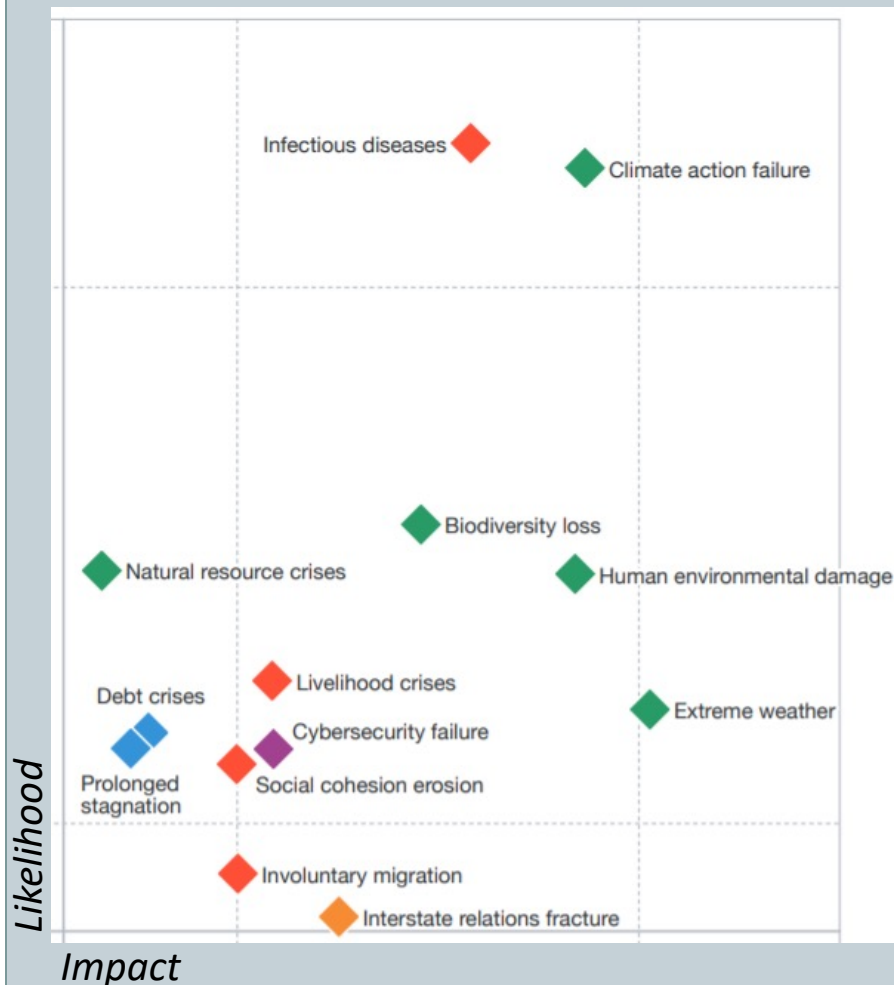 Infectious diseases
Climate action failure
Biodiversity loss
Natural resource crises
Human environmental damage
Livelihood crises
Debt crises
Extreme weather
Cybersecurity failure
Prolonged
stagnation
Social cohesion erosion
Involuntary migration
Interstate relations fracture
Likelihood
Impact